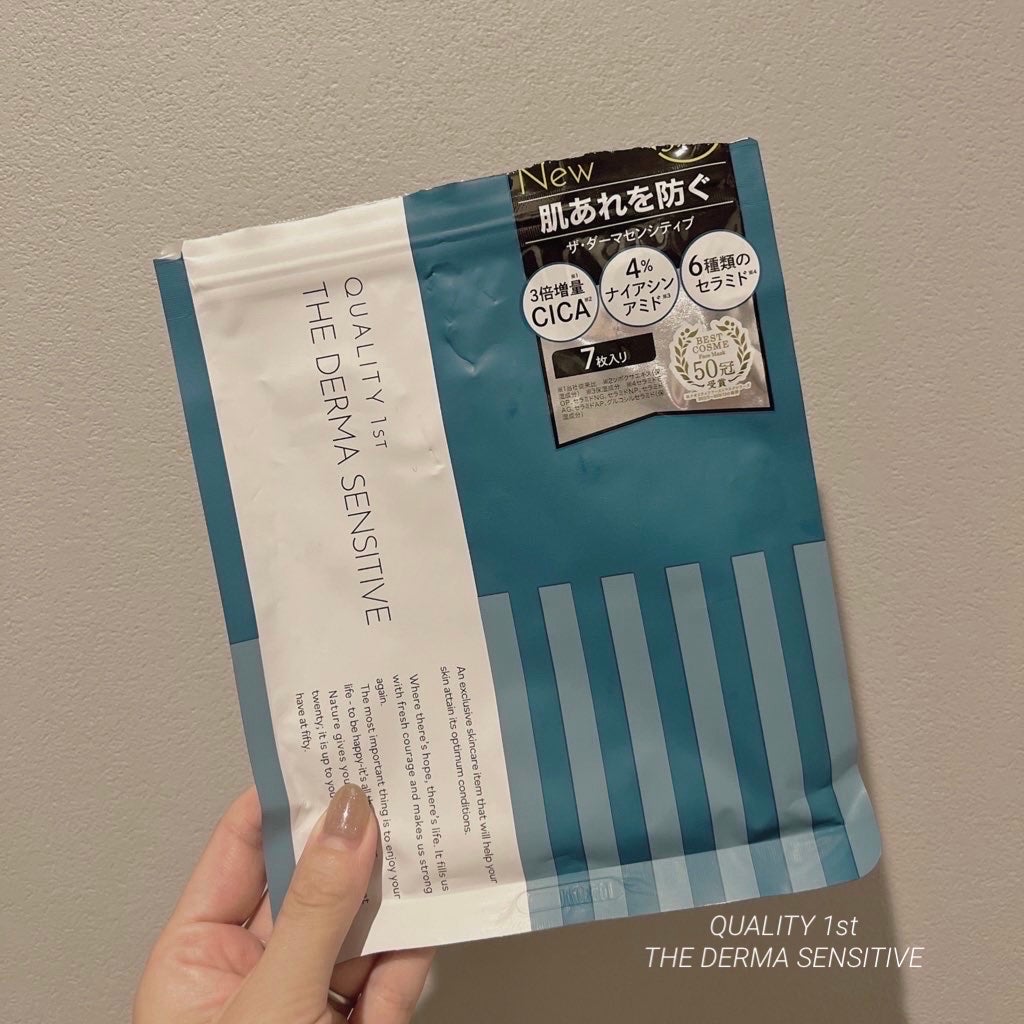 New
肌あれを防ぐ
ザ・ダーマセンシティブ
※1
3倍増量
CICA※2
4%
ナイアシン
アミド※3
6種類の
セラミド※4
7枚入り
BEST
COSME
Face Mask
50冠
受賞
QUALITY 1ST
THE DERMA SENSITIVE
An exclusive skincare item that will help your
skin attain its optimum conditions.
Where there's hope, there's life. It fills us
with fresh courage and makes us strong
again.
The most important thing is to enjoy your
life - to be happy-it's all
Nature gives you
twenty; it is up to you
have at fifty.
QUALITY 1st
THE DERMA SENSITIVE